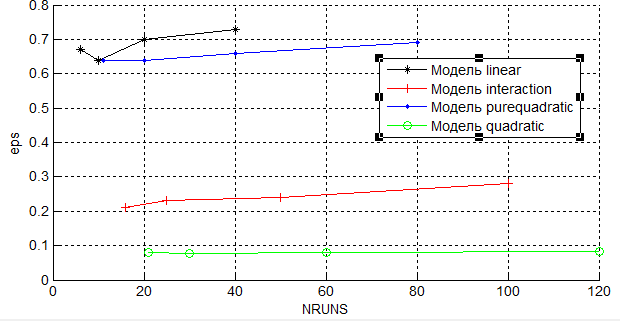 0.8
0.7
0.6
0.5
0.4
0.3
0.2
0.1
0
eps
Модель linear
Модель interaction
Модель purequadratic
Модель quadratic
0 20 40 60 80 100 120
NRUNS